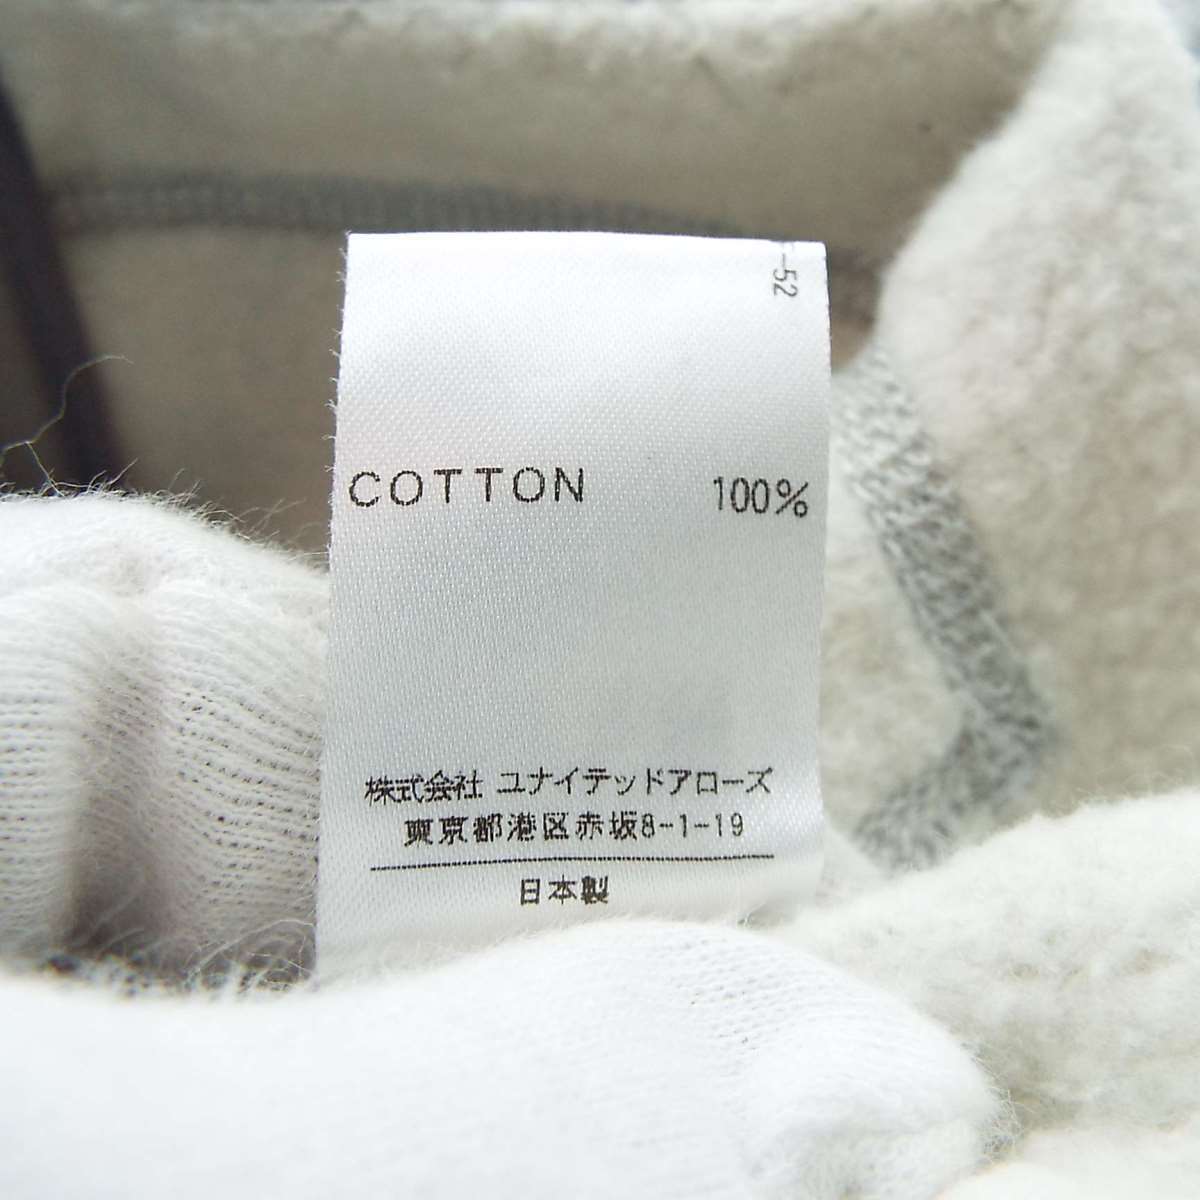 -52
COTTON 100%
株式会社 ユナイテッドアローズ
東京都港区赤坂8-1-19
日本製